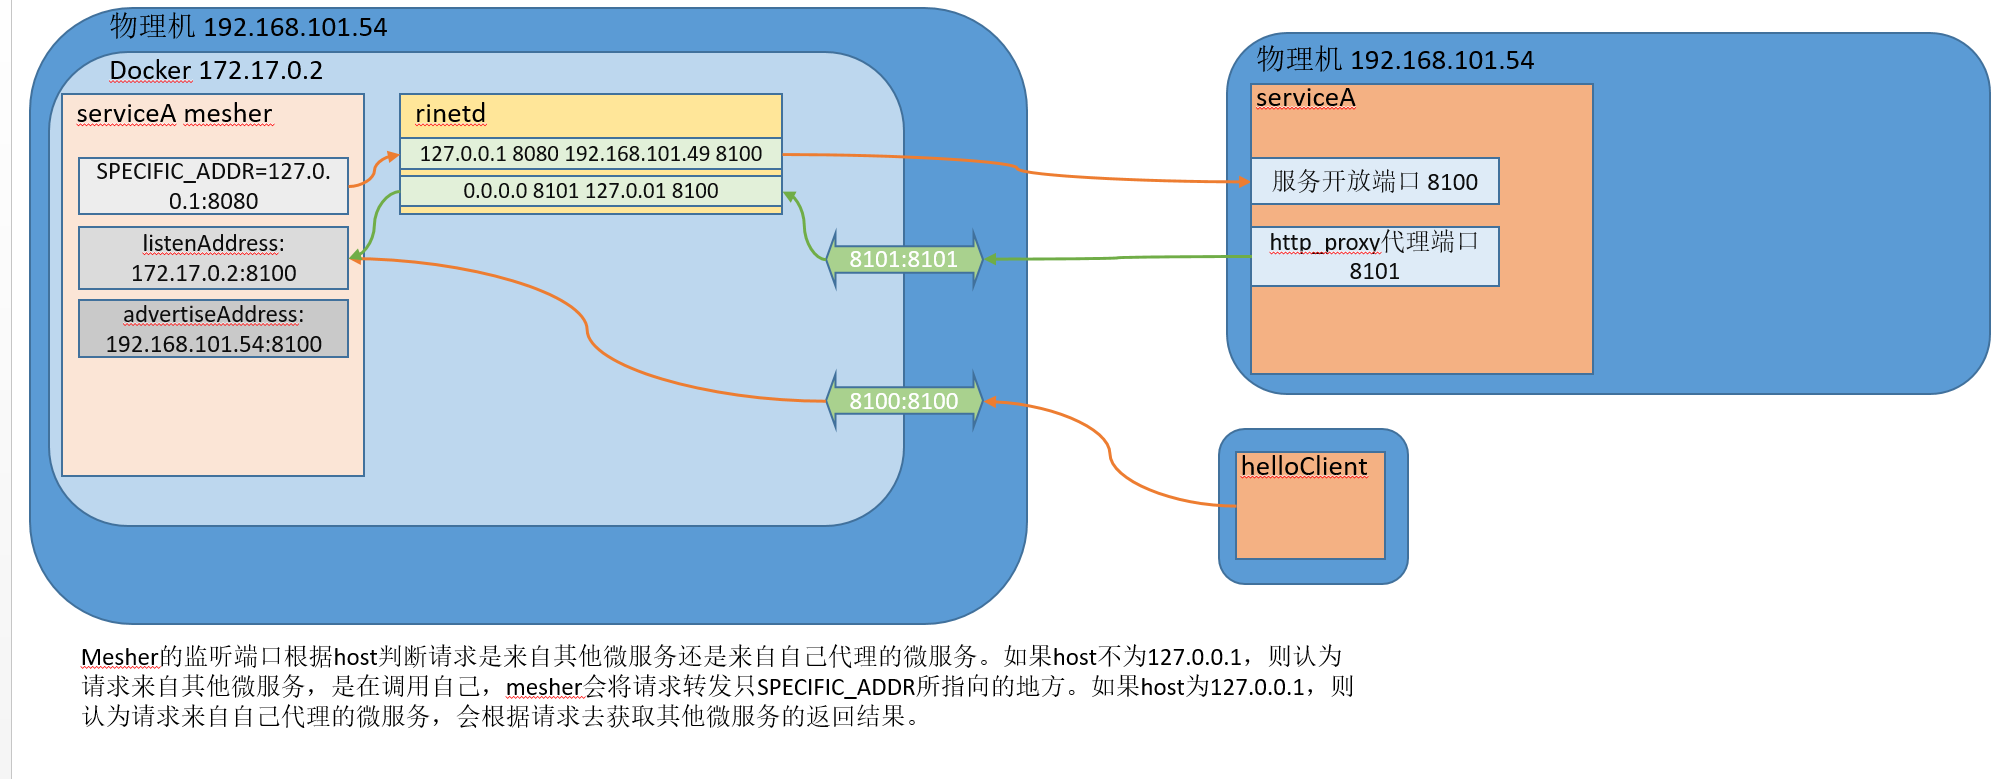 物理机 192.168.101.54
Docker 172.17.0.2
serviceA mesher
SPECIFIC_ADDR=127.0.
0.1:8080
listenAddress:
172.17.0.2:8100
advertiseAddress:
192.168.101.54:8100
rinetd
127.0.0.1 8080 192.168.101.49 8100
0.0.0.0 8101 127.0.01 8100
8101:8101
8100:8100
物理机 192.168.101.54
serviceA
服务开放端口 8100
http_proxy代理端口
8101
helloClient
Mesher的监听端口根据host判断请求是来自其他微服务还是来自自己代理的微服务。如果host不为127.0.0.1，则认为
请求来自其他微服务，是在调用自己，mesher会将请求转发只SPECIFIC_ADDR所指向的地方。如果host为127.0.0.1，则
认为请求来自自己代理的微服务，会根据请求去获取其他微服务的返回结果。